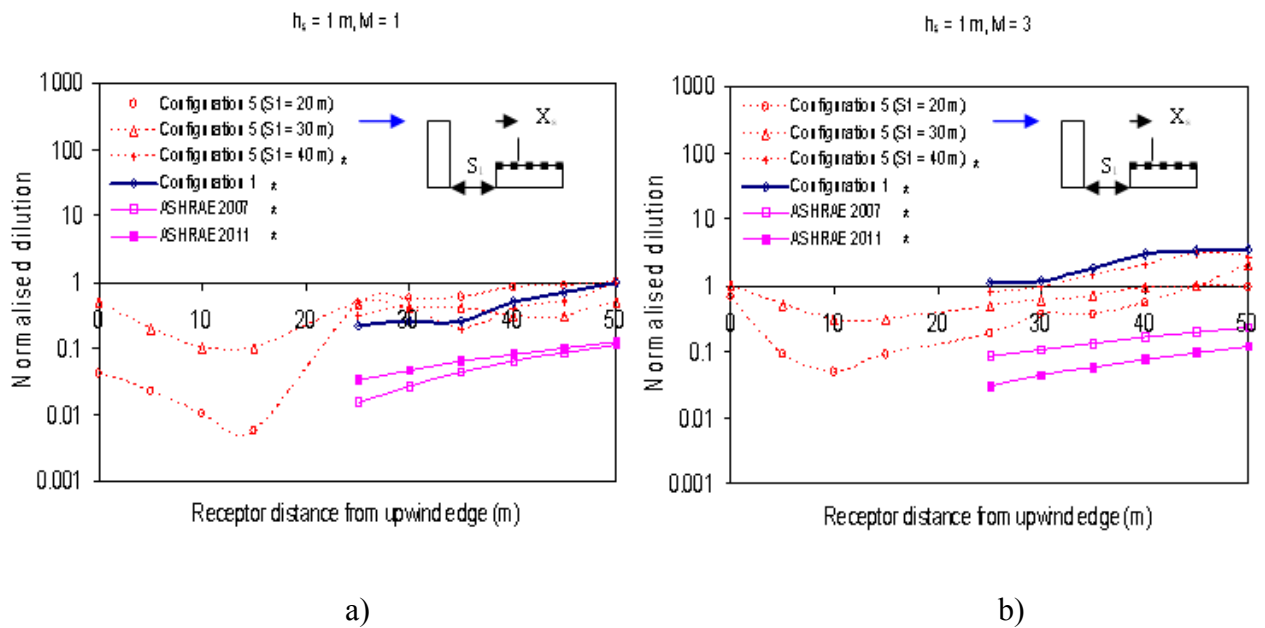 h_s = 1 m, M = 1
Normalised dilution
1000
100
10
1
0.1
0.01
0.001
Configuration 5 (S1 = 20 m)
Configuration 5 (S1 = 30 m)
Configuration 5 (S1 = 40 m) *
Configuration 1 *
ASHRAE 2007 *
ASHRAE 2011 *
S₁
X
0 10 20 30 40 50
Receptor distance from upwind edge (m)
a)
h_s = 1 m, M = 3
Normalised dilution
1000
100
10
1
0.1
0.01
0.001
Configuration 5 (S1 = 20 m)
Configuration 5 (S1 = 30 m)
Configuration 5 (S1 = 40 m) *
Configuration 1 *
ASHRAE 2007 *
ASHRAE 2011 *
S₁
X
0 10 20 30 40 50
Receptor distance from upwind edge (m)
b)